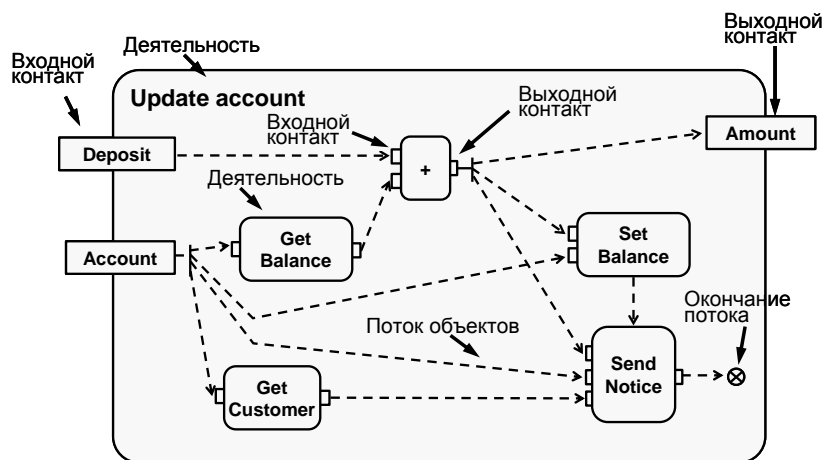 Выходной
контакт
Деятельность
Входной
контакт
Update account
Входной
контакт
Выходной
контакт
Deposit
+
Amount
Деятельность
Get
Balance
Set
Balance
Account
Окончание
потока
Поток объектов
Send
Notice
Get
Customer